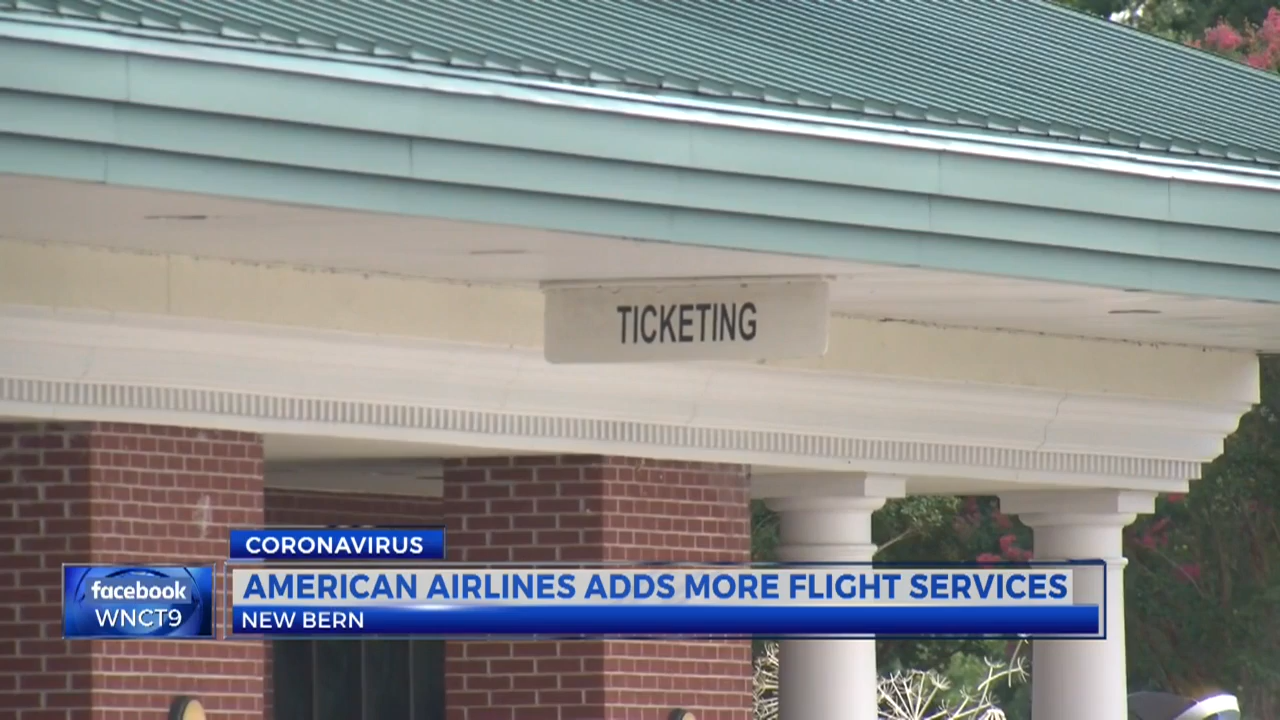 TICKETING
CORONAVIRUS
AMERICAN AIRLINES ADDS MORE FLIGHT SERVICES
NEW BERN
facebook
WNCT9